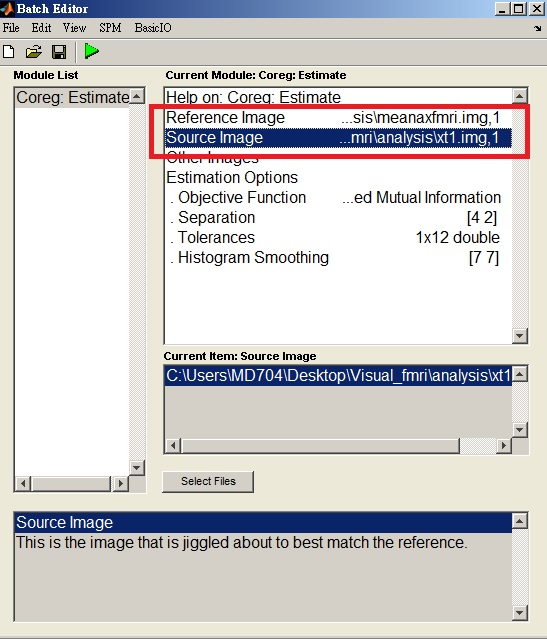 Batch Editor
File Edit View SPM BasicIO
Module List
Coreg: Estimate
Current Module: Coreg: Estimate
Help on: Coreg: Estimate
Reference Image ...sis\meanaxfmri.img,1
Source Image ...mri\analysis\xt1.img,1
Other Images
Estimation Options
. Objective Function ...ed Mutual Information
. Separation [4 2]
. Tolerances 1x12 double
. Histogram Smoothing [7 7]
Current Item: Source Image
C:\Users\MD704\Desktop\Visual_fmri\analysis\xt1
Select Files
Source Image
This is the image that is jiggled about to best match the reference.